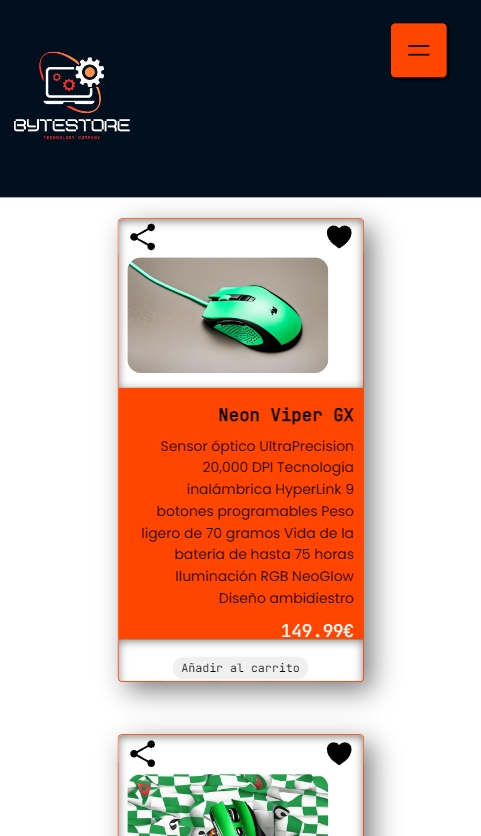 BYTESTORE
TECHNOLOGY COMPANY
Neon Viper GX
Sensor óptico UltraPrecision
20,000 DPI Tecnología
inalámbrica HyperLink 9
botones programables Peso
ligero de 70 gramos Vida de la
batería de hasta 75 horas
Iluminación RGB NeoGlow
Diseño ambidiestro
149.99€
Añadir al carrito